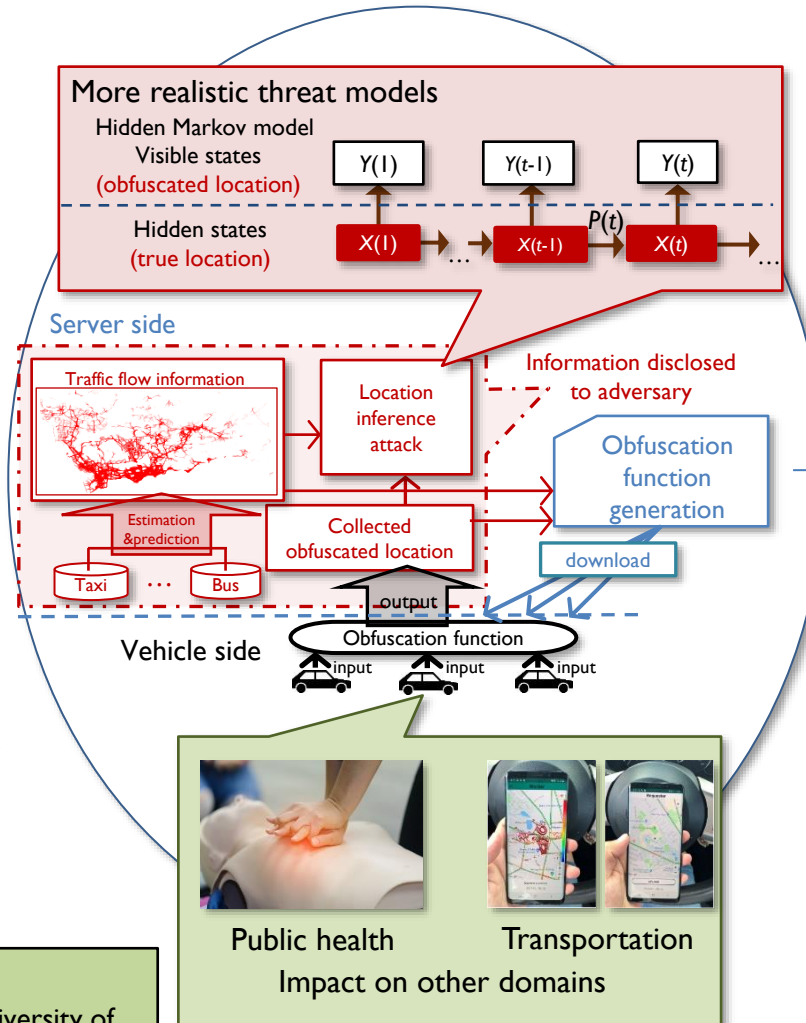 More realistic threat models
Hidden Markov model
Visible states
(obfuscated location)
Y(1)
Y(t-1)
Y(t)
P(t)
Hidden states
(true location)
X(1)
...
X(t-1)
X(t)
...
Server side
Traffic flow information
Location
inference
attack
Information disclosed
to adversary
Obfuscation
function
generation
Estimation
&prediction
Collected
obfuscated location
download
Taxi
...
Bus
output
Vehicle side
Obfuscation function
input
input
input
Public health
Transportation
Impact on other domains
iversity of